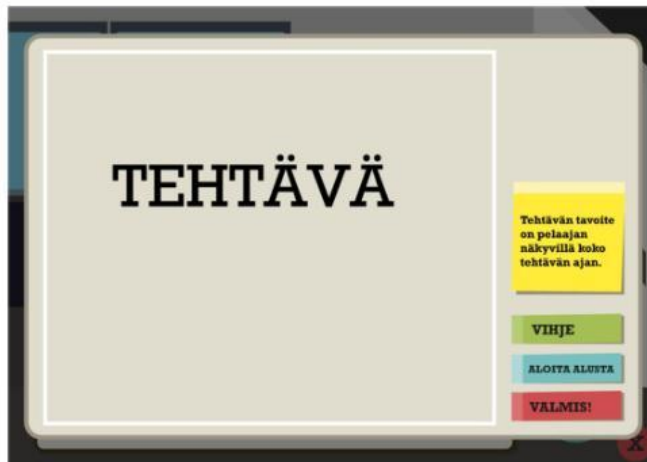 TEHTÄVÄ
Tehtävän tavoite
on pelaajan
näkyvillä koko
tehtävän ajan.
VIHJE
ALOITA ALUSTA
VALMIS!
X